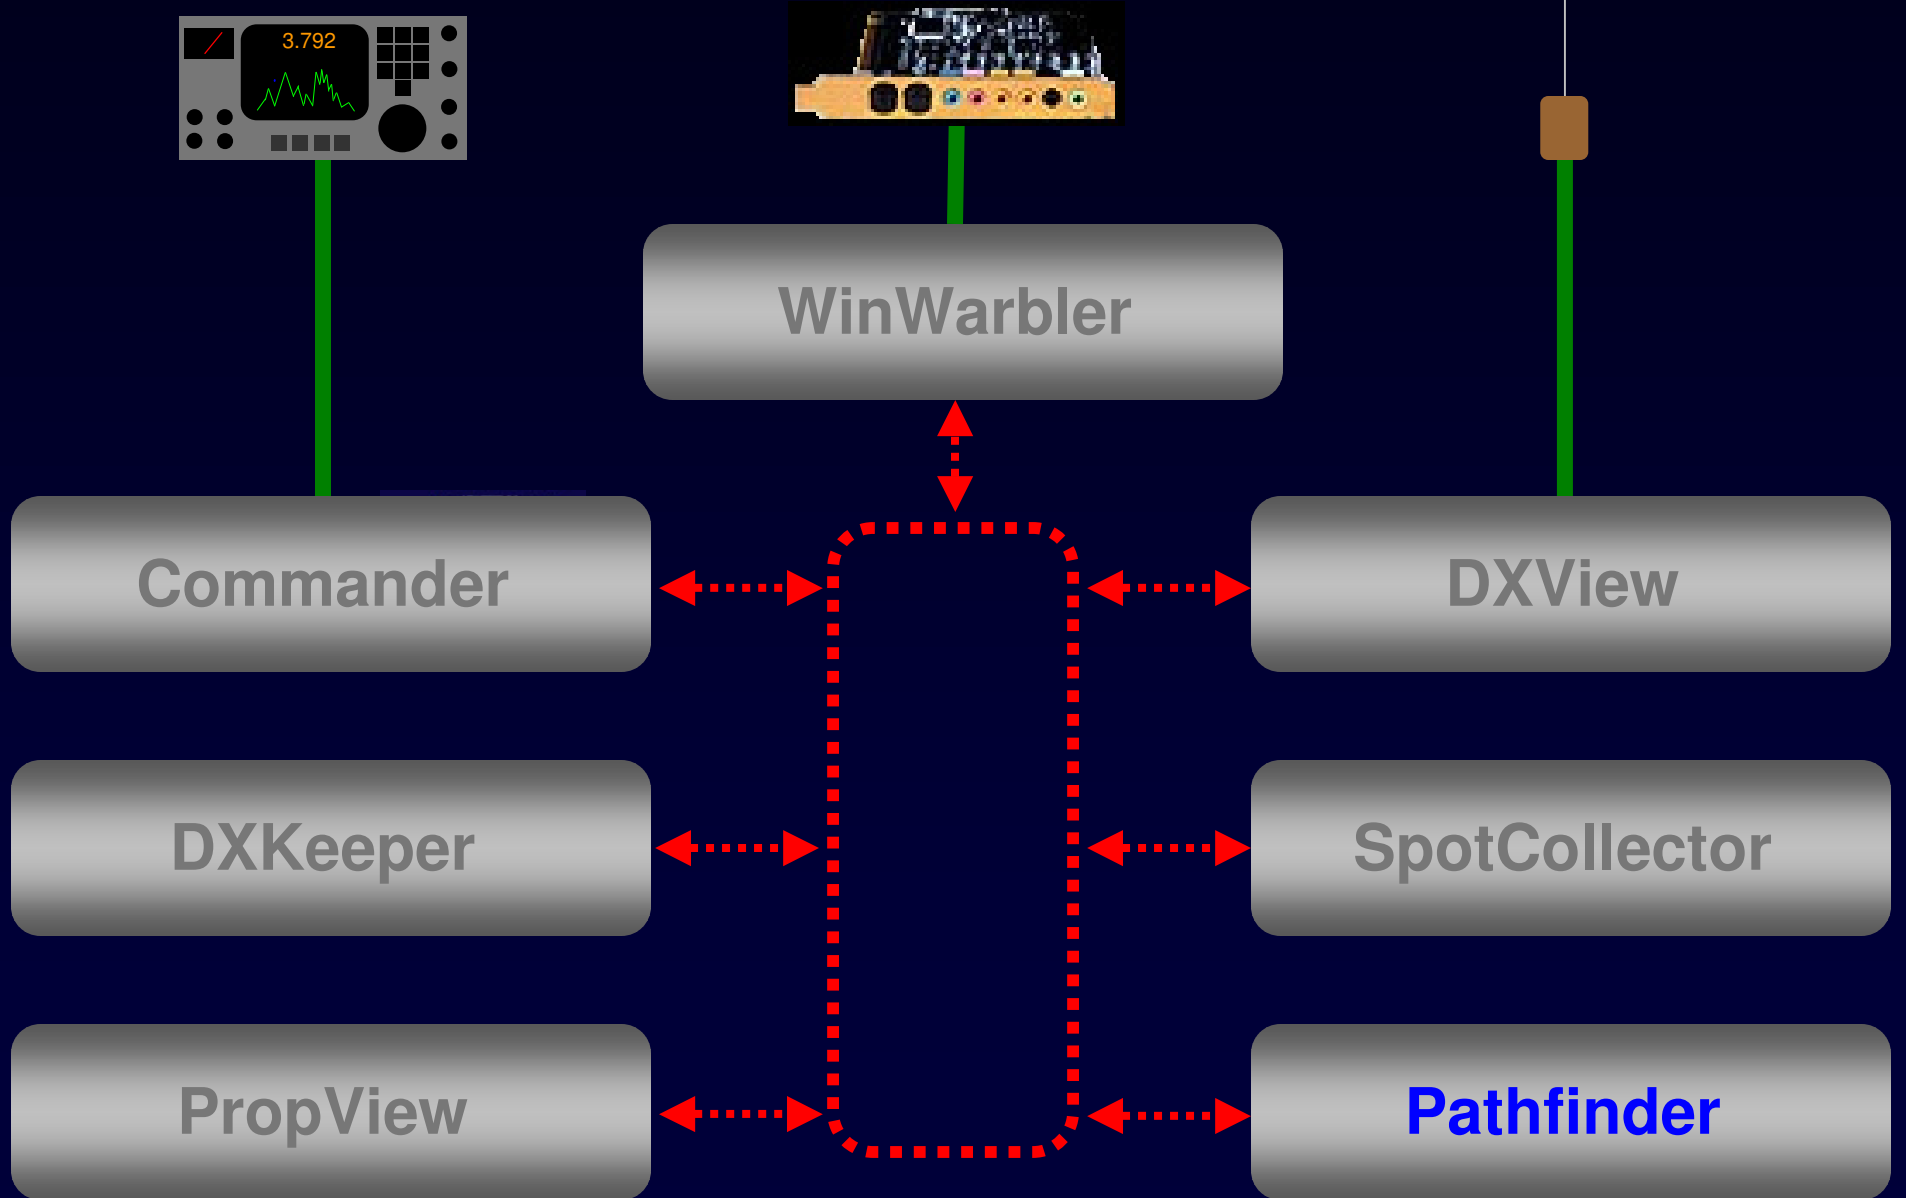 3.792
WinWarbler
Commander
DXView
DXKeeper
SpotCollector
PropView
Pathfinder